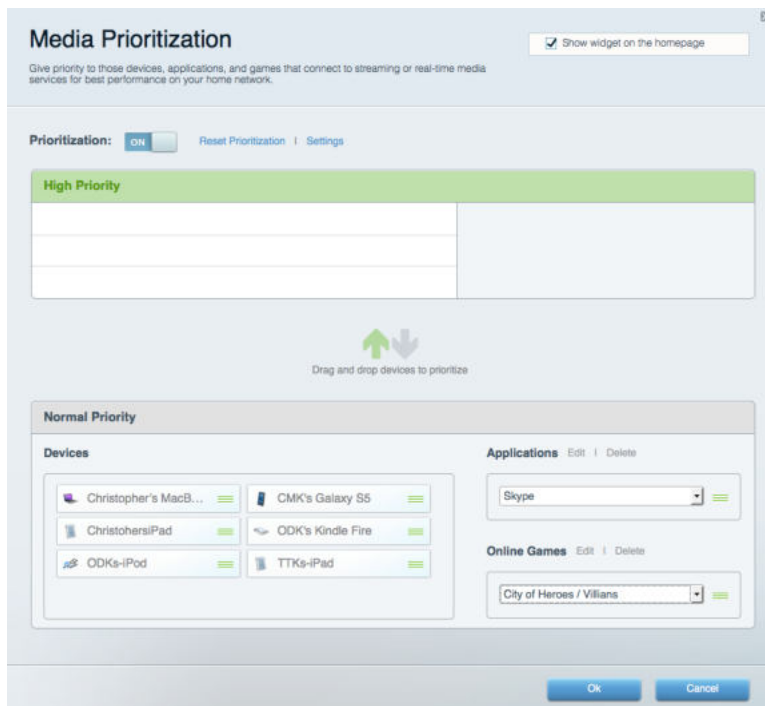 Media Prioritization
Show widget on the homepage
Give priority to those devices, applications, and games that connect to streaming or real-time media
services for best performance on your home network.
Prioritization: ON Reset Prioritization | Settings
High Priority
Drag and drop devices to prioritize
Normal Priority
Devices
Christopher's MacB...
CMK's Galaxy S5
ChristohersiPad
ODK's Kindle Fire
ODKs-iPod
TTKs-iPad
Applications Edit | Delete
Skype
Online Games Edit | Delete
City of Heroes / Villians
Ok
Cancel